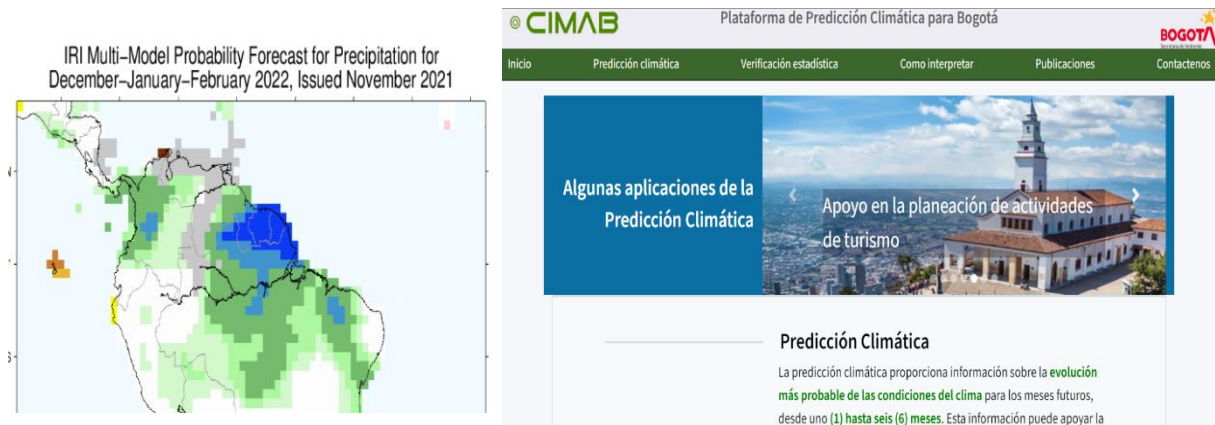 IRI Multi-Model Probability Forecast for Precipitation for
December-January-February 2022, Issued November 2021
CIMAB
Plataforma de Predicción Climática para Bogotá
BOGOTÁ
Inicio
Predicción climática
Verificación estadística
Como interpretar
Publicaciones
Contactenos
Algunas aplicaciones de la
Predicción Climática
Apoyo en la planeación de actividades
de turismo
Predicción Climática
La predicción climática proporciona información sobre la evolución
más probable de las condiciones del clima para los meses futuros,
desde uno (1) hasta seis (6) meses. Esta información puede apoyar la